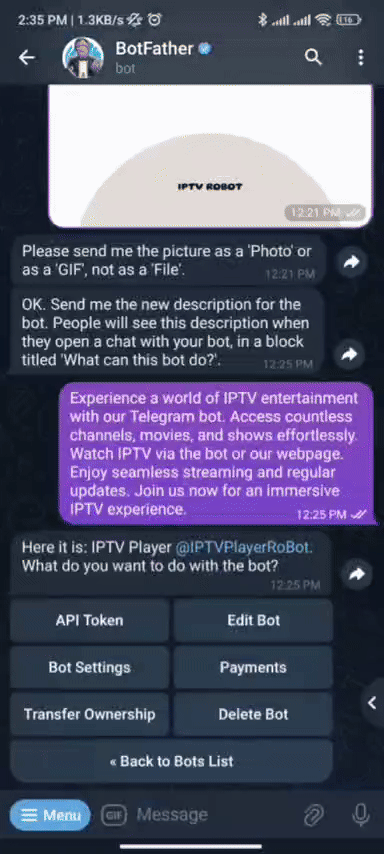 2:35 PM | 1.3KB/s
BotFather
bot
IPTV ROBOT
12:21 PM
Please send me the picture as a 'Photo' or
as a 'GIF', not as a 'File'.
12:21 PM
OK. Send me the new description for the
bot. People will see this description when
they open a chat with your bot, in a block
titled 'What can this bot do?'.
12:25 PM
Experience a world of IPTV entertainment
with our Telegram bot. Access countless
channels, movies, and shows effortlessly.
Watch IPTV via the bot or our webpage.
Enjoy seamless streaming and regular
updates. Join us now for an immersive
IPTV experience.
12:25 PM
Here it is: IPTV Player @IPTVPlayerRoBot.
What do you want to do with the bot?
12:25 PM
API Token
Edit Bot
Bot Settings
Payments
Transfer Ownership
Delete Bot
« Back to Bots List
Menu
GIF
Message